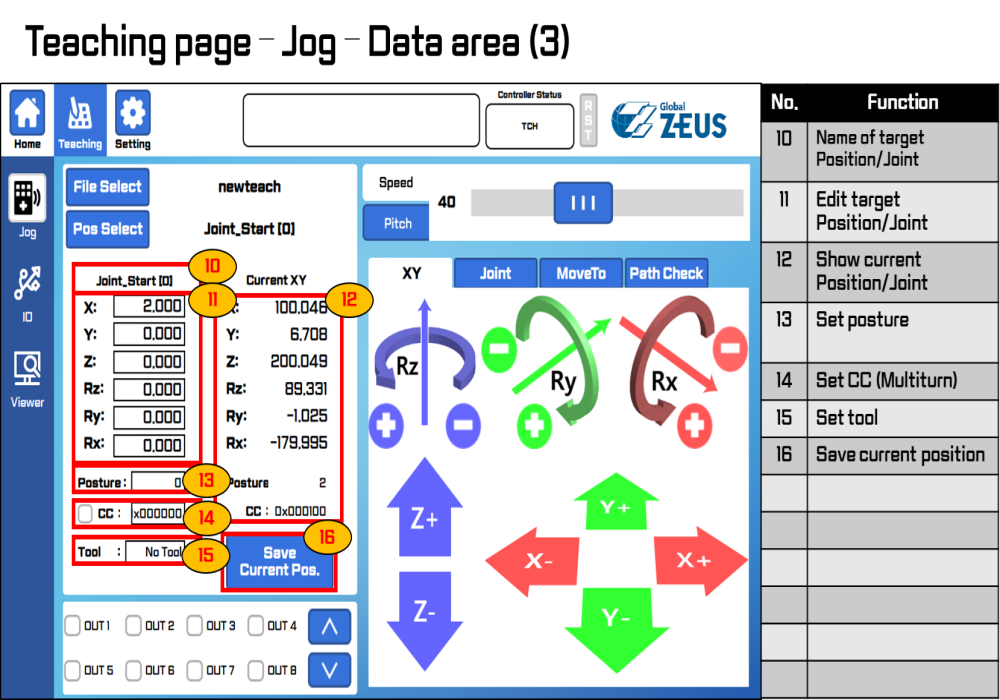 Teaching page - Jog - Data area (3)
Home
Teaching
Setting
Controller Status
TCH
RST
Global
ZEUS
Jog
IO
Viewer
File Select
newteach
Pos Select
Joint_Start [0]
Speed
Pitch
40
10
Joint_Start [0]
Current XY
11
12
X: 2.000
Y: 0.000
Z: 0.000
Rz: 0.000
Ry: 0.000
Rx: 0.000
: 100.046
Y: 6.708
Z: 200.049
Rz: 89.331
Ry: -1.025
Rx: -179.995
Posture : 0
13
Posture 2
CC : x000000
14
CC : 0x000100
Tool : No Tool
15
16
Save
Current Pos.
OUT 1 OUT 2 OUT 3 OUT 4
OUT 5 OUT 6 OUT 7 OUT 8
XY Joint MoveTo Path Check
Rz
Ry
Rx
Z+
Z-
Y+
X-
X+
Y-
No. Function
10 Name of target
Position/Joint
11 Edit target
Position/Joint
12 Show current
Position/Joint
13 Set posture
14 Set CC (Multiturn)
15 Set tool
16 Save current position